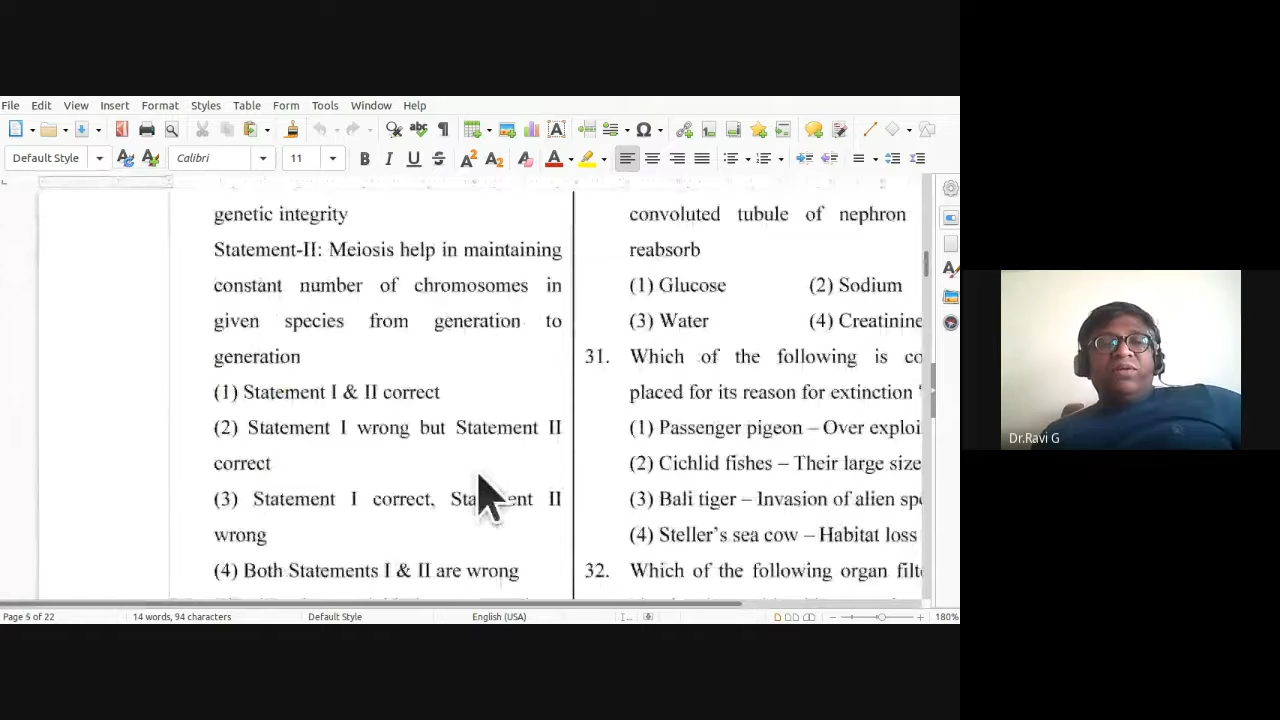 File Edit View Insert Format Styles Table Form Tools Window Help
Default Style Calibri 11
genetic integrity
Statement-II: Meiosis help in maintaining
constant number of chromosomes in
given species from generation to
generation
(1) Statement I & II correct
(2) Statement I wrong but Statement II
correct
(3) Statement I correct, II
wrong
(4) Both Statements I & II are wrong
convoluted tubule of nephron
reabsorb
(1) Glucose (2) Sodium
(3) Water (4) Creatinine
31. Which of the following is
placed for its reason for extinction
(1) Passenger pigeon – Over
(2) Cichlid fishes – Their large size
(3) Bali tiger – Invasion of alien
(4) Steller's sea cow – Habitat loss
32. Which of the following organ
Page 5 of 22 14 words, 94 characters Default Style English (USA) 180%
Dr.Ravi G